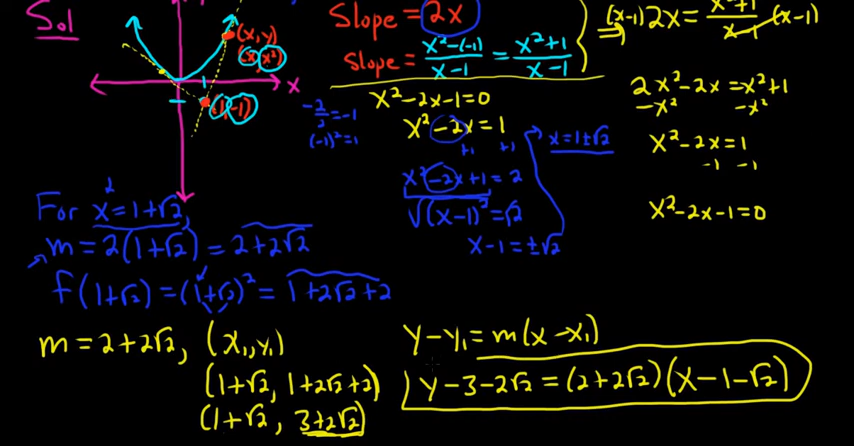 Sol
(x, y)
(x, x²)
1
x
(1, -1)
Slope = 2x
Slope = x²-(-1)/x-1 = x²+1/x-1
⇒ (x-1) 2x = x²+1/x-1 (x-1)
2x²-2x = x²+1
-x² -x²
x²-2x = 1
-1 -1
x²-2x-1=0
x²-2x-1=0
x²-2x = 1
+1 +1
-2/2 = -1
(-1)² = 1
x²-2x+1 = 2
√(x-1)² = √2
x-1 = ±√2
x = 1±√2
For x = 1+√2,
m = 2(1+√2) = 2+2√2
f(1+√2) = (1+√2)² = 1+2√2+2
m = 2+2√2, (x₁, y₁)
(1+√2, 1+2√2+2)
(1+√2, 3+2√2)
y-y₁ = m(x-x₁)
y-3-2√2 = (2+2√2)(x-1-√2)